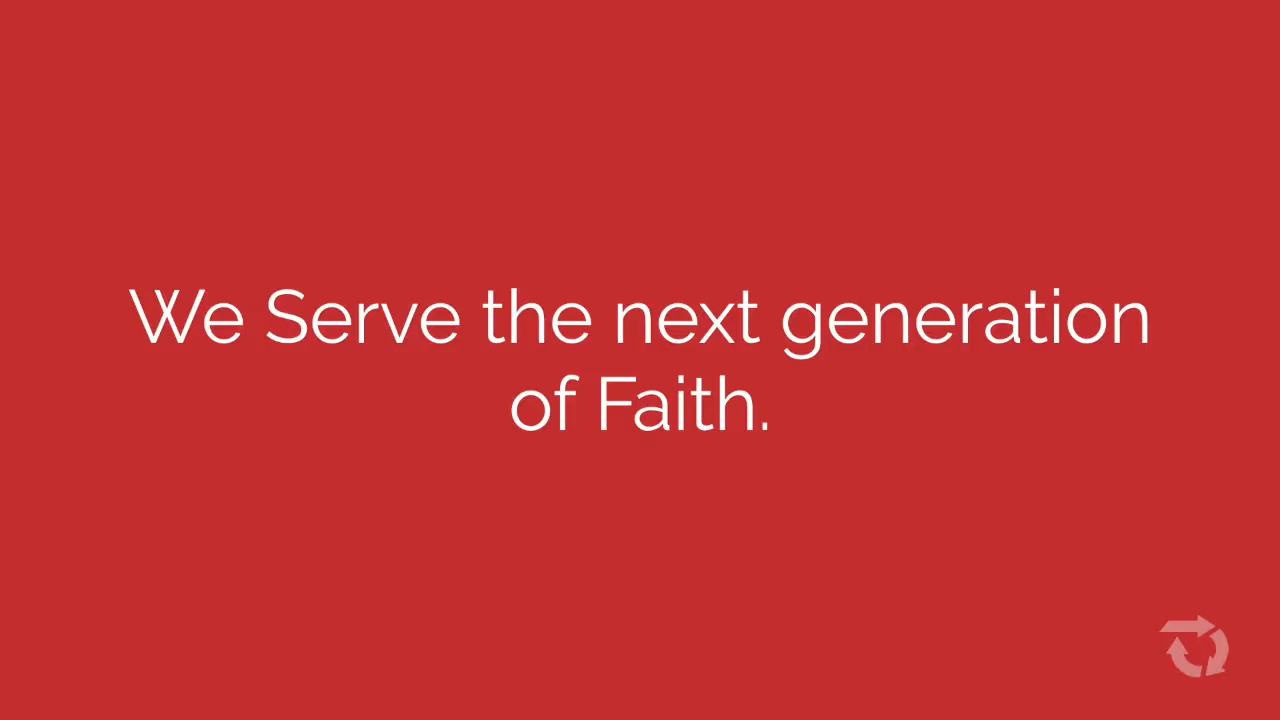 We Serve the next generation
of Faith.